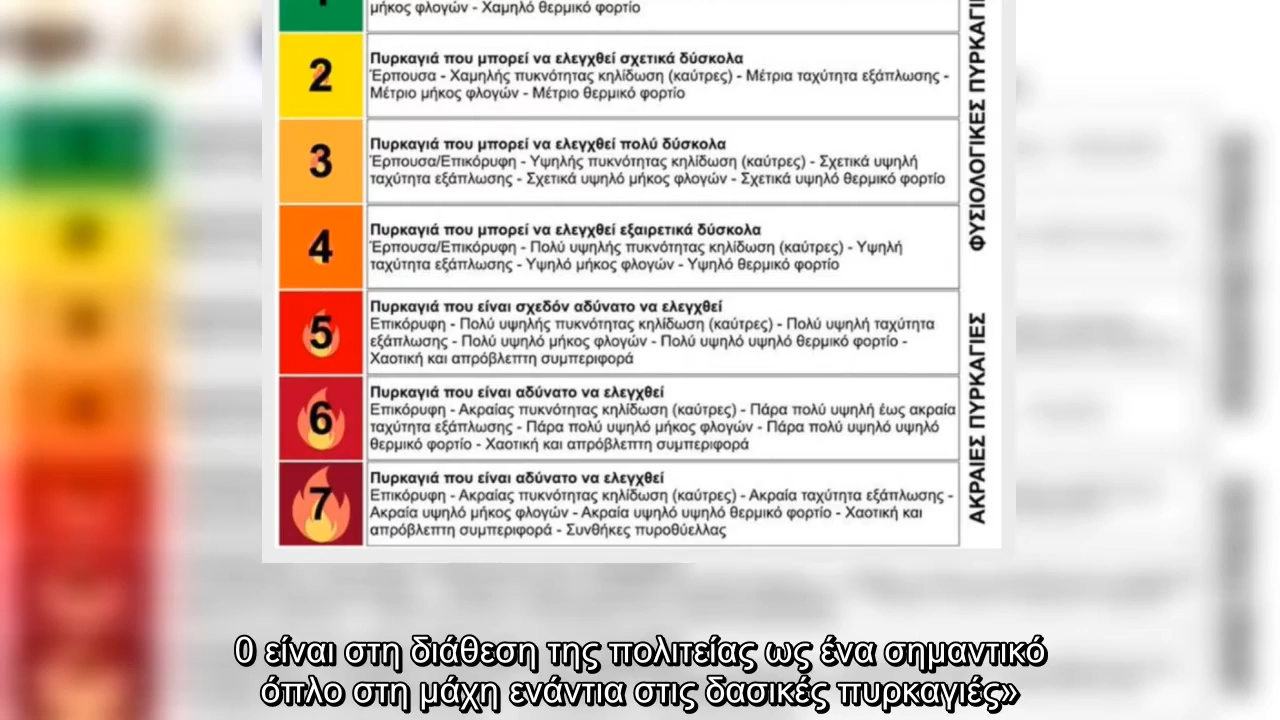 1
μήκος φλογών - Χαμηλό θερμικό φορτίο
2
Πυρκαγιά που μπορεί να ελεγχθεί σχετικά δύσκολα
Έρπουσα - Χαμηλής πυκνότητας κηλίδωση (καύτρες) - Μέτρια ταχύτητα εξάπλωσης -
Μέτριο μήκος φλογών - Μέτριο θερμικό φορτίο
3
Πυρκαγιά που μπορεί να ελεγχθεί πολύ δύσκολα
Έρπουσα/Επικόρυφη - Υψηλής πυκνότητας κηλίδωση (καύτρες) - Σχετικά υψηλή
ταχύτητα εξάπλωσης - Σχετικά υψηλό μήκος φλογών - Σχετικά υψηλό θερμικό φορτίο
4
Πυρκαγιά που μπορεί να ελεγχθεί εξαιρετικά δύσκολα
Έρπουσα/Επικόρυφη - Πολύ υψηλής πυκνότητας κηλίδωση (καύτρες) - Υψηλή
ταχύτητα εξάπλωσης - Υψηλό μήκος φλογών - Υψηλό θερμικό φορτίο
ΦΥΣΙΟΛΟΓΙΚΕΣ ΠΥΡΚΑΓΙ
5
Πυρκαγιά που είναι σχεδόν αδύνατο να ελεγχθεί
Επικόρυφη - Πολύ υψηλής πυκνότητας κηλίδωση (καύτρες) - Πολύ υψηλή ταχύτητα
εξάπλωσης - Πολύ υψηλό μήκος φλογών - Πολύ υψηλό υψηλό θερμικό φορτίο -
Χαοτική και απρόβλεπτη συμπεριφορά
6
Πυρκαγιά που είναι αδύνατο να ελεγχθεί
Επικόρυφη - Ακραίας πυκνότητας κηλίδωση (καύτρες) - Πάρα πολύ υψηλή έως ακραία
ταχύτητα εξάπλωσης - Πάρα πολύ υψηλό μήκος φλογών - Πάρα πολύ υψηλό υψηλό
θερμικό φορτίο - Χαοτική και απρόβλεπτη συμπεριφορά
7
Πυρκαγιά που είναι αδύνατο να ελεγχθεί
Επικόρυφη - Ακραίας πυκνότητας κηλίδωση (καύτρες) - Ακραία ταχύτητα εξάπλωσης -
Ακραία υψηλό μήκος φλογών - Ακραία υψηλό υψηλό θερμικό φορτίο - Χαοτική και
απρόβλεπτη συμπεριφορά - Συνθήκες πυροθύελλας
ΑΚΡΑΙΕΣ ΠΥΡΚΑΓΙΕΣ
0 είναι στη διάθεση της πολιτείας ως ένα σημαντικό
όπλο στη μάχη ενάντια στις δασικές πυρκαγιές»